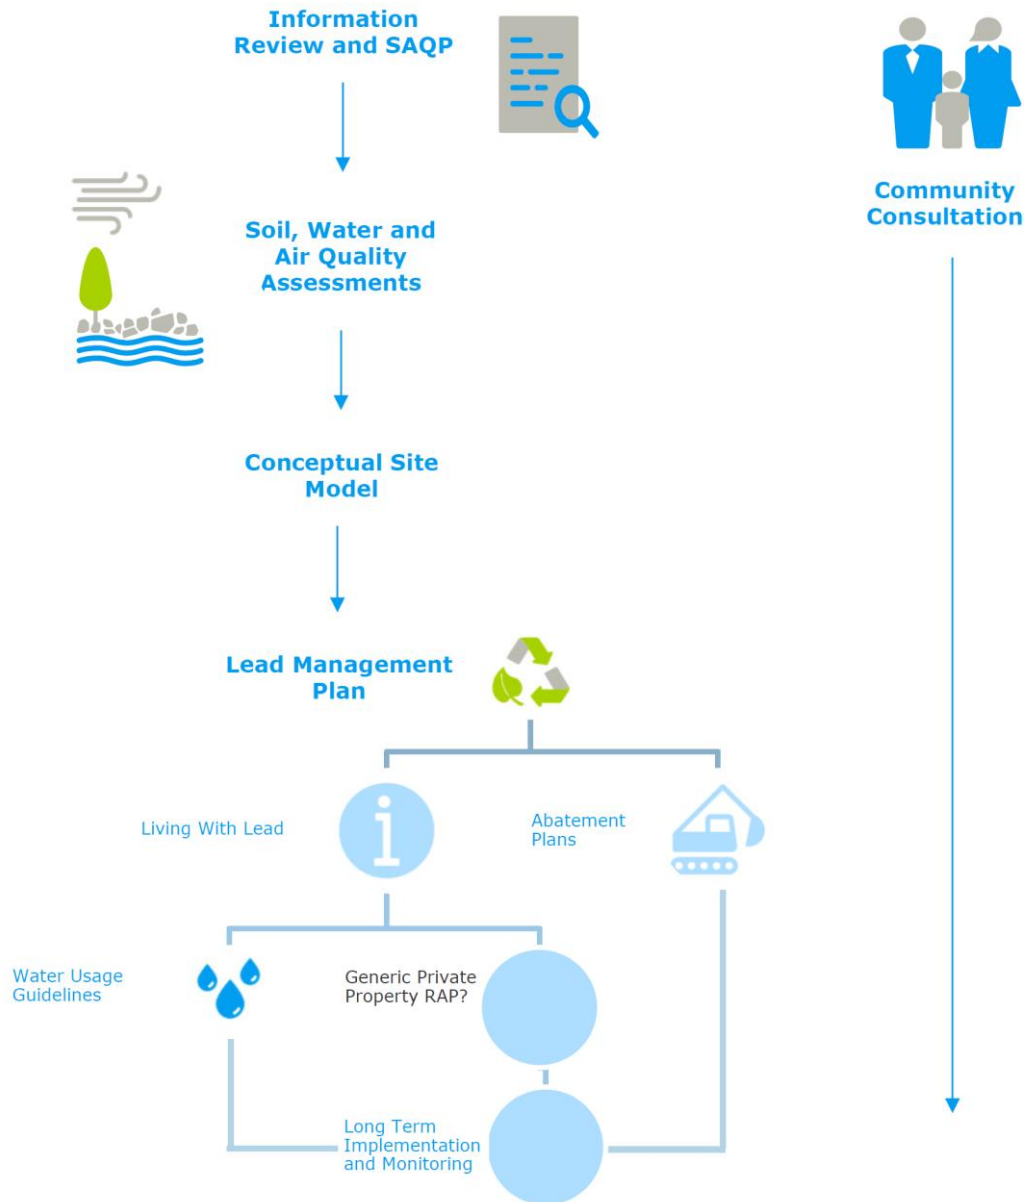 Information
Review and SAQP
Community
Consultation
Soil, Water and
Air Quality
Assessments
Conceptual Site
Model
Lead Management
Plan
Living With Lead
Abatement
Plans
Water Usage
Guidelines
Generic Private
Property RAP?
Long Term
Implementation
and Monitoring